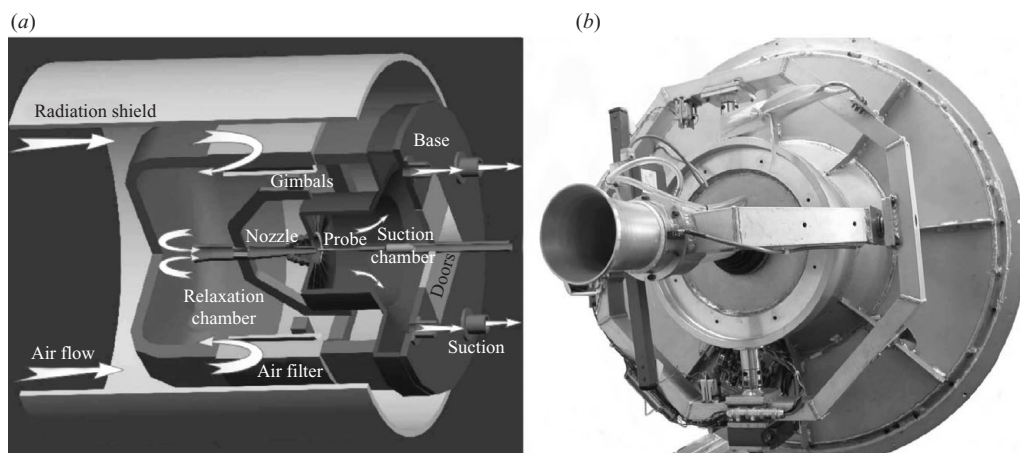 (a)
(b)
Radiation shield
Base
Gimbals
Nozzle
Probe
Suction
chamber
Doors
Relaxation
chamber
Air flow
Air filter
Suction